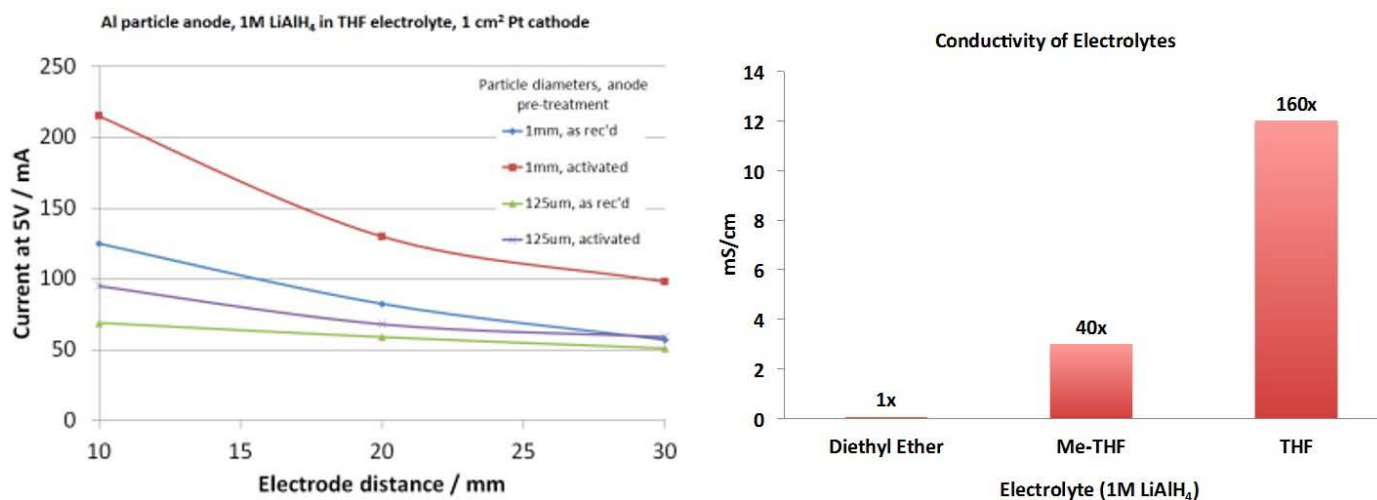 Al particle anode, 1M LiAlH₄ in THF electrolyte, 1 cm² Pt cathode
Current at 5V / mA
250
200
150
100
50
0
10
15
20
25
30
Electrode distance / mm
Particle diameters, anode
pre-treatment
1mm, as rec'd
1mm, activated
125um, as rec'd
125um, activated
Conductivity of Electrolytes
mS/cm
14
12
10
8
6
4
2
0
1x
40x
160x
Diethyl Ether
Me-THF
THF
Electrolyte (1M LiAlH₄)